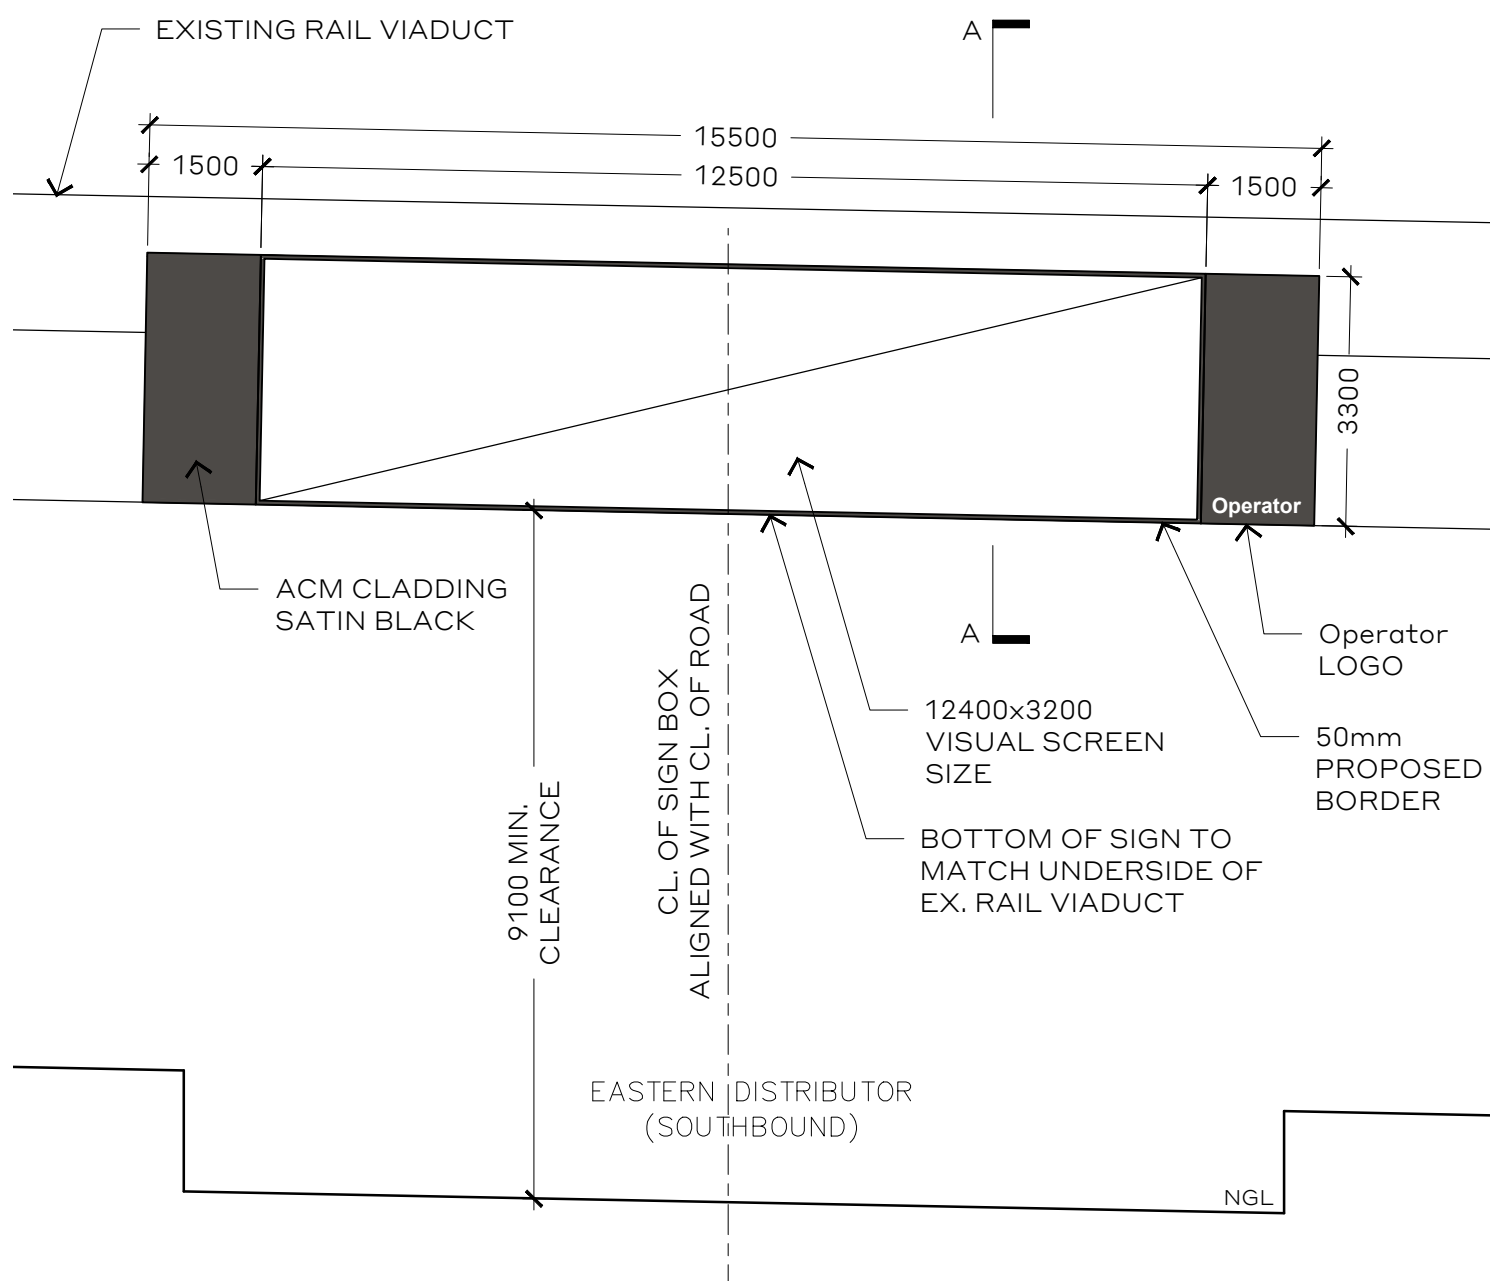 EXISTING RAIL VIADUCT
A
15500
1500
12500
1500
3300
Operator
ACM CLADDING
SATIN BLACK
A
Operator
LOGO
12400x3200
VISUAL SCREEN
SIZE
50mm
PROPOSED
BORDER
BOTTOM OF SIGN TO
MATCH UNDERSIDE OF
EX. RAIL VIADUCT
9100 MIN.
CLEARANCE
CL. OF SIGN BOX
ALIGNED WITH CL. OF ROAD
EASTERN DISTRIBUTOR
(SOUTHBOUND)
NGL